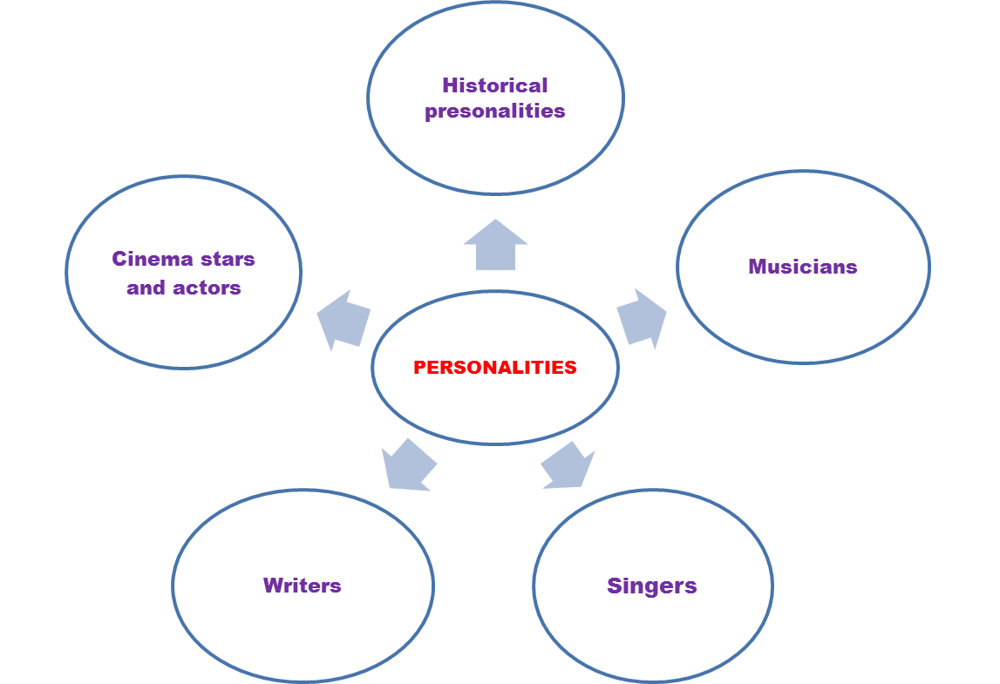 Historical
presonalities
Cinema stars
and actors
Musicians
PERSONALITIES
Writers
Singers